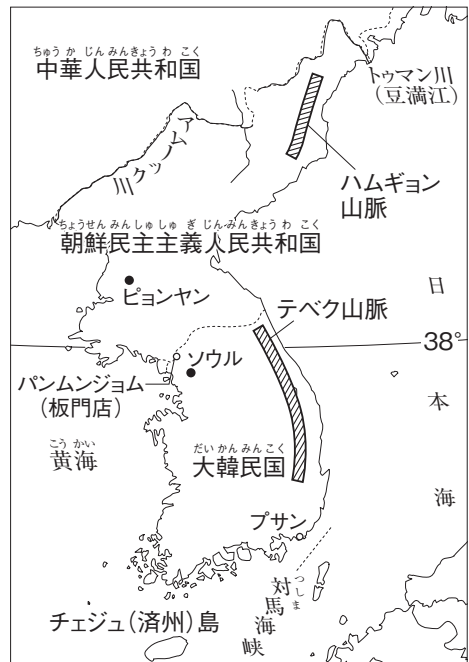 ちゅうかじんみんきょうわこく
中華人民共和国
トゥマン川
（豆満江）
アムノック川
ハムギョン
山脈
ちょうせんみんしゅしゅぎじんみんきょうわこく
朝鮮民主主義人民共和国
ピョンヤン
テベク山脈
日本海
38°
ソウル
パンムンジョム
（板門店）
こうかい
黄海
だいかんみんこく
大韓民国
プサン
つしま
対馬海峡
チェジュ（済州）島